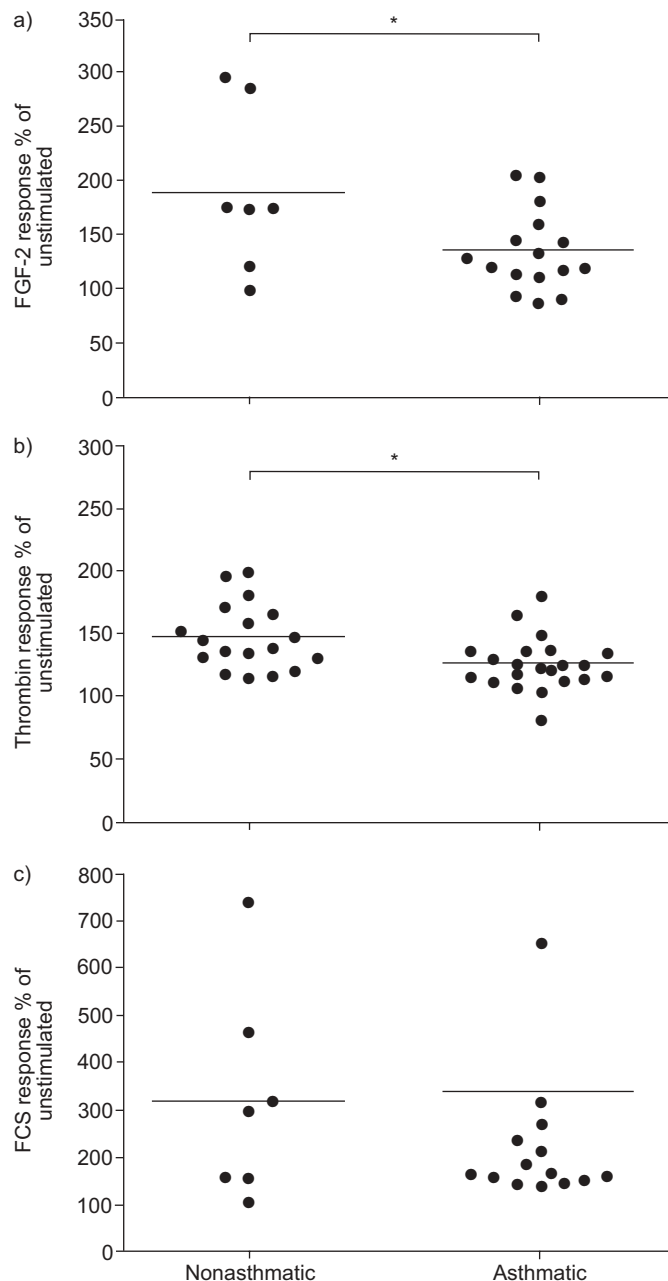 a)
*
350
300
250
200
150
100
50
0
FGF-2 response % of
unstimulated
b)
*
300
250
200
150
100
50
0
Thrombin response % of
unstimulated
c)
800
700
600
500
400
300
200
100
0
FCS response % of
unstimulated
Nonasthmatic
Asthmatic